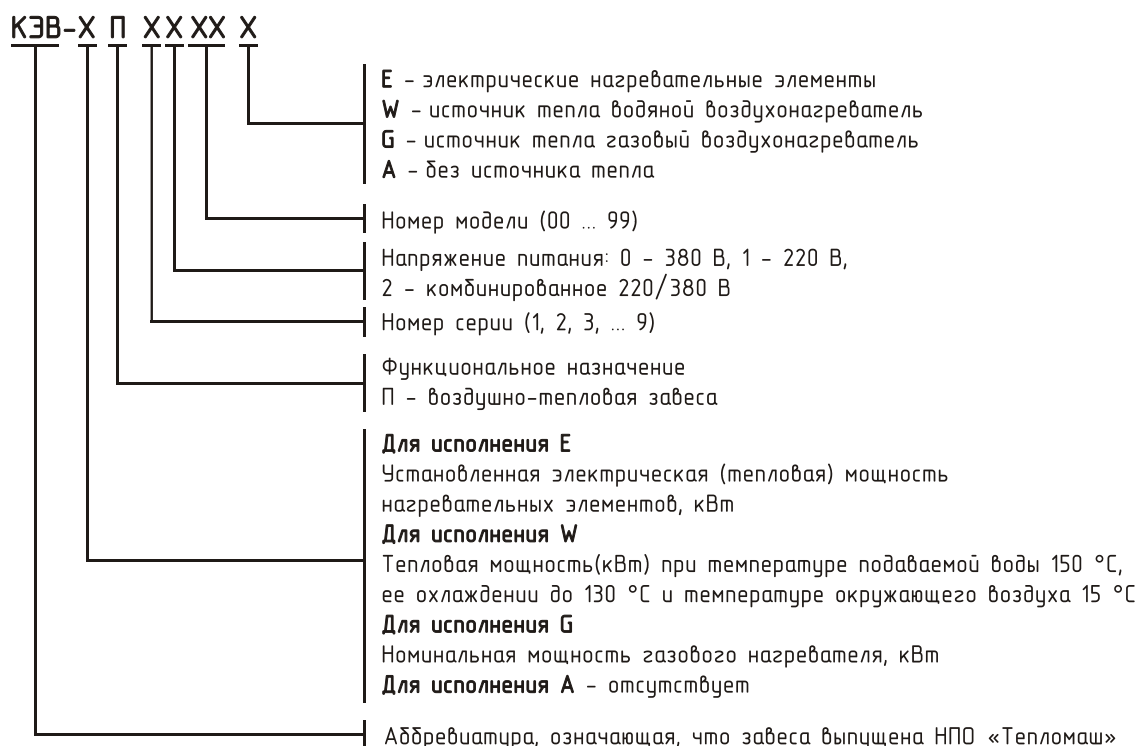 КЭВ-Х П Х Х ХХ Х
E - электрические нагревательные элементы
W - источник тепла водяной воздухонагреватель
G - источник тепла газовый воздухонагреватель
A - без источника тепла
Номер модели (00 ... 99)
Напряжение питания: 0 - 380 В, 1 - 220 В,
2 - комбинированное 220/380 В
Номер серии (1, 2, 3, ... 9)
Функциональное назначение
П - воздушно-тепловая завеса
Для исполнения E
Установленная электрическая (тепловая) мощность
нагревательных элементов, кВт
Для исполнения W
Тепловая мощность(кВт) при температуре подаваемой воды 150 °С,
ее охлаждении до 130 °С и температуре окружающего воздуха 15 °С
Для исполнения G
Номинальная мощность газового нагревателя, кВт
Для исполнения A - отсутствует
Аббревиатура, означающая, что завеса выпущена НПО «Тепломаш»